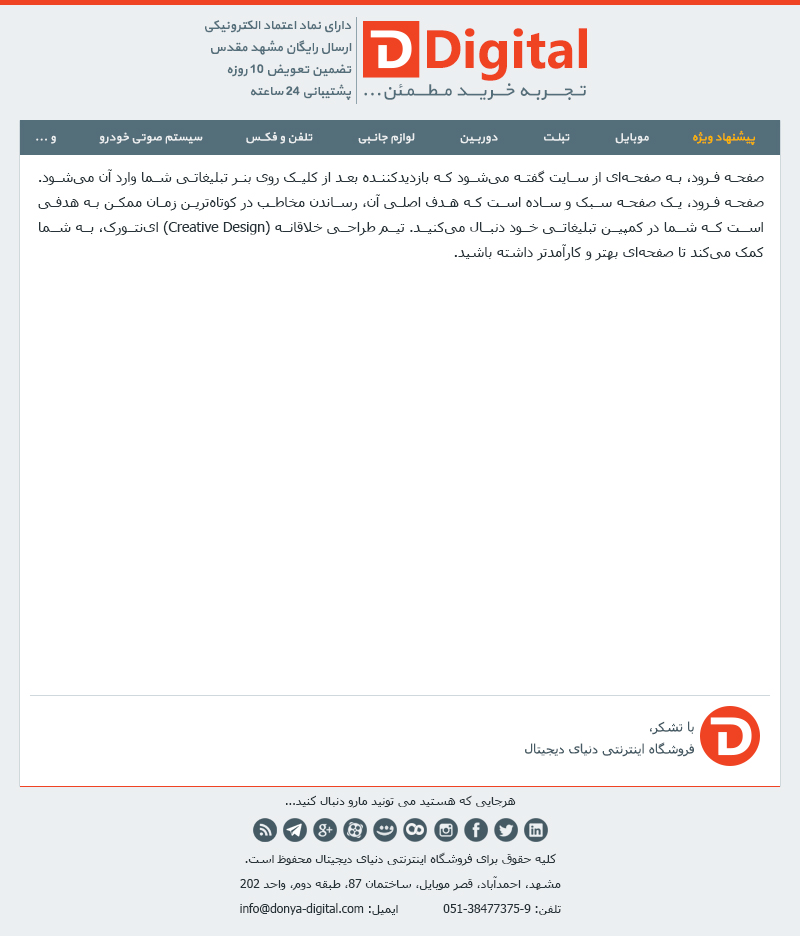 Digital
تـجـــربه خـــریـــد مـطـــمئن...
دارای نماد اعتماد الکترونیکی
ارسال رایگان مشهد مقدس
تضمین تعویض 10 روزه
پشتیبانی 24 ساعته
پیشنهاد ویژه موبایل تبلت دوربین لوازم جانبی تلفن و فکس سیستم صوتی خودرو و ...
صفحه فرود، به صفحه‌ای از سایت گفته می‌شود که بازدیدکننده بعد از کلیک روی بنر تبلیغاتی شما وارد آن می‌شود.
صفحه فرود، یک صفحه سبک و ساده است که هدف اصلی آن، رساندن مخاطب در کوتاه‌ترین زمان ممکن به هدفی
است که شما در کمپین تبلیغاتی خود دنبال می‌کنید. تیم طراحی خلاقانه (Creative Design) ای‌نتورک، به شما
کمک می‌کند تا صفحه‌ای بهتر و کارآمدتر داشته باشید.
با تشکر،
فروشگاه اینترنتی دنیای دیجیتال
هرجایی که هستید می تونید مارو دنبال کنید...
کلیه حقوق برای فروشگاه اینترنتی دنیای دیجیتال محفوظ است.
مشهد، احمدآباد، قصر موبایل، ساختمان 87، طبقه دوم، واحد 202
تلفن: 9-38477375-051 ایمیل: info@donya-digital.com